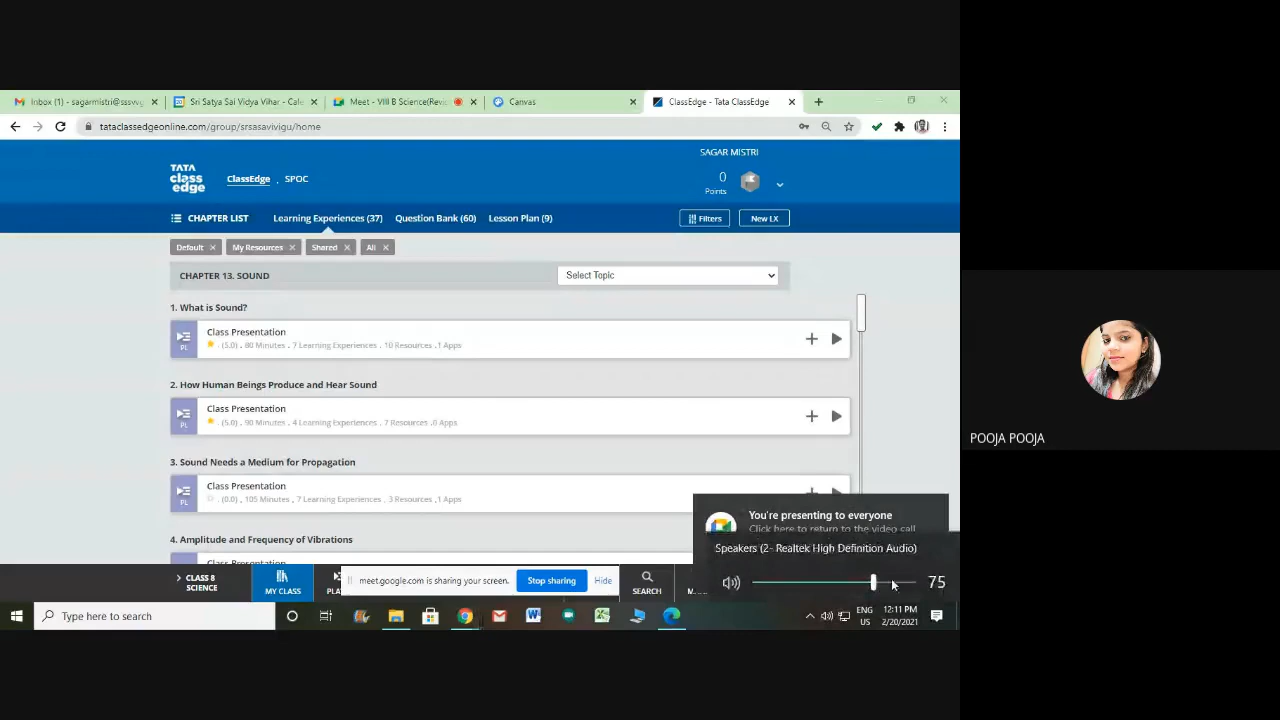 Inbox (1) - sagarmistri@sssvvg
Sri Satya Sai Vidya Vihar - Cale
Meet - VIII B Science(Revi
Canvas
ClassEdge - Tata ClassEdge
tataclassedgeonline.com/group/srsasavivigu/home
SAGAR MISTRI
TATA
class
edge
ClassEdge . SPOC
0
Points
CHAPTER LIST
Learning Experiences (37)
Question Bank (60)
Lesson Plan (9)
Filters
New LX
Default
My Resources
Shared
All
CHAPTER 13. SOUND
Select Topic
1. What is Sound?
PL
Class Presentation
(5.0) . 80 Minutes . 7 Learning Experiences . 10 Resources .1 Apps
2. How Human Beings Produce and Hear Sound
PL
Class Presentation
(5.0) . 90 Minutes . 4 Learning Experiences . 7 Resources .0 Apps
3. Sound Needs a Medium for Propagation
PL
Class Presentation
(0.0) . 105 Minutes . 7 Learning Experiences . 3 Resources .1 Apps
4. Amplitude and Frequency of Vibrations
Class Presentation
You're presenting to everyone
Click here to return to the video call
Speakers (2- Realtek High Definition Audio)
75
CLASS 8
SCIENCE
MY CLASS
meet.google.com is sharing your screen.
Stop sharing
Hide
SEARCH
Type here to search
ENG
US
12:11 PM
2/20/2021
POOJA POOJA